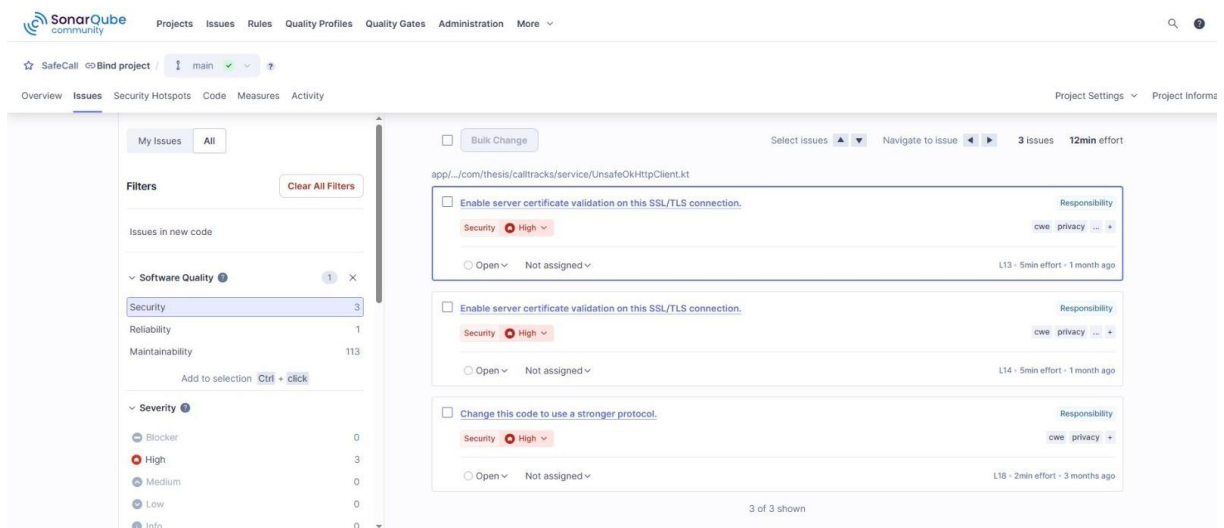 SonarQube
community
Projects Issues Rules Quality Profiles Quality Gates Administration More
SafeCall Bind project / main ?
Overview Issues Security Hotspots Code Measures Activity
Project Settings Project Informa
My Issues All
Filters Clear All Filters
Issues in new code
Software Quality ? 1
Security 3
Reliability 1
Maintainability 113
Add to selection Ctrl + click
Severity ?
Blocker 0
High 3
Medium 0
Low 0
Info 0
Bulk Change Select issues Navigate to issue 3 issues 12min effort
app/.../com/thesis/calltracks/service/UnsafeOkHttpClient.kt
Enable server certificate validation on this SSL/TLS connection. Responsibility
Security High cwe privacy ... +
Open Not assigned L13 • 5min effort • 1 month ago
Enable server certificate validation on this SSL/TLS connection. Responsibility
Security High cwe privacy ... +
Open Not assigned L14 • 5min effort • 1 month ago
Change this code to use a stronger protocol. Responsibility
Security High cwe privacy +
Open Not assigned L18 • 2min effort • 3 months ago
3 of 3 shown